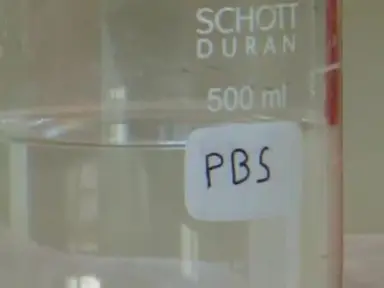 SCHOTT
DURAN
500 ml
PBS